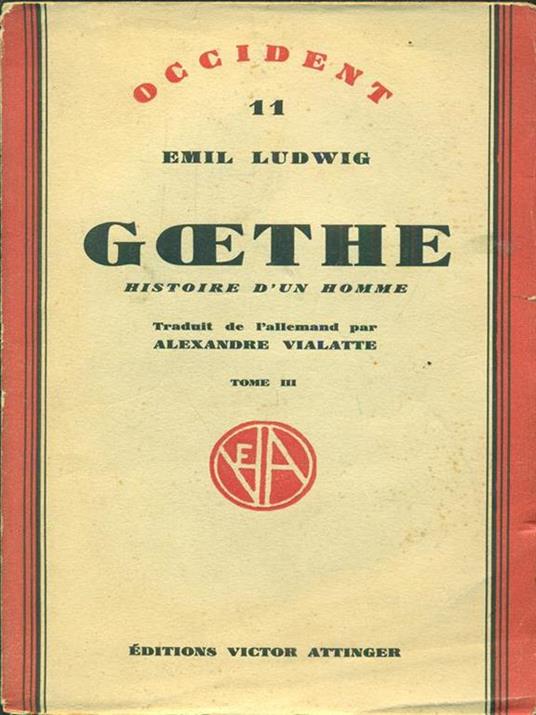 OCCIDENT
11
EMIL LUDWIG
GŒTHE
HISTOIRE D'UN HOMME
Traduit de l'allemand par
ALEXANDRE VIALATTE
TOME III
ÉDITIONS VICTOR ATTINGER